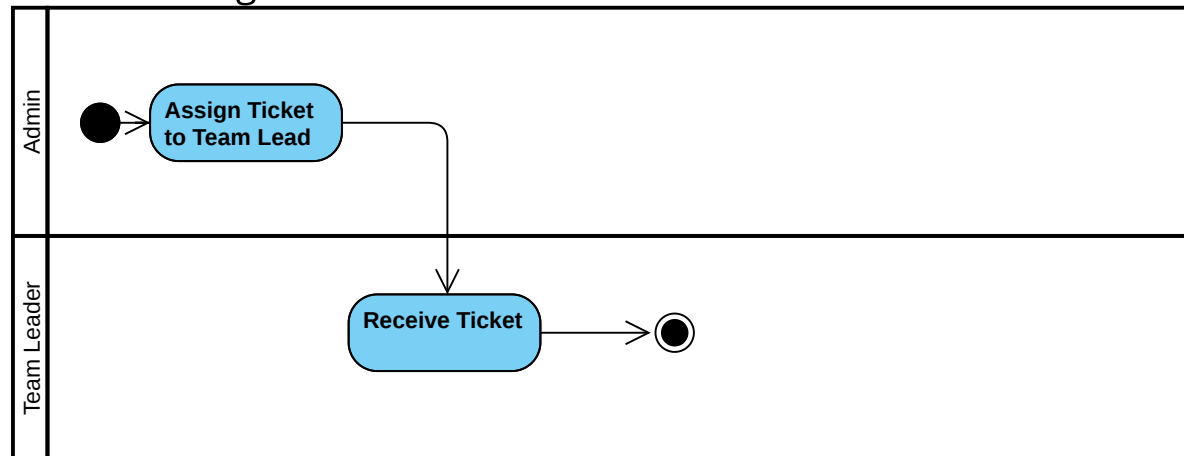 Admin
Assign Ticket
to Team Lead
Team Leader
Receive Ticket